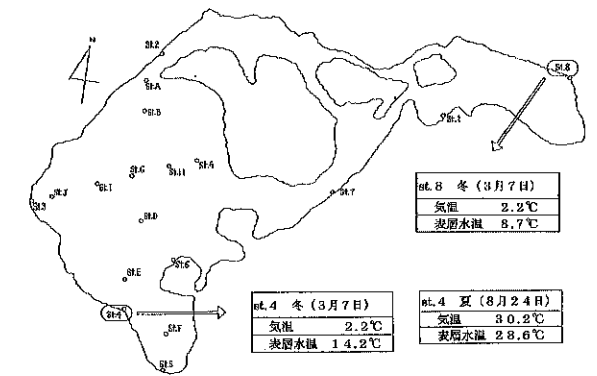 N
St.2
St.8
St.A
St.B
St.1
St.G
St.H
St.I
St.J
St.3
St.7
St.D
St.6
St.E
St.4
St.F
St.5
st.8 冬(3月7日)
気温 2.2℃
表層水温 8.7℃
st.4 冬(3月7日)
気温 2.2℃
表層水温 14.2℃
st.4 夏(8月24日)
気温 30.2℃
表層水温 28.6℃